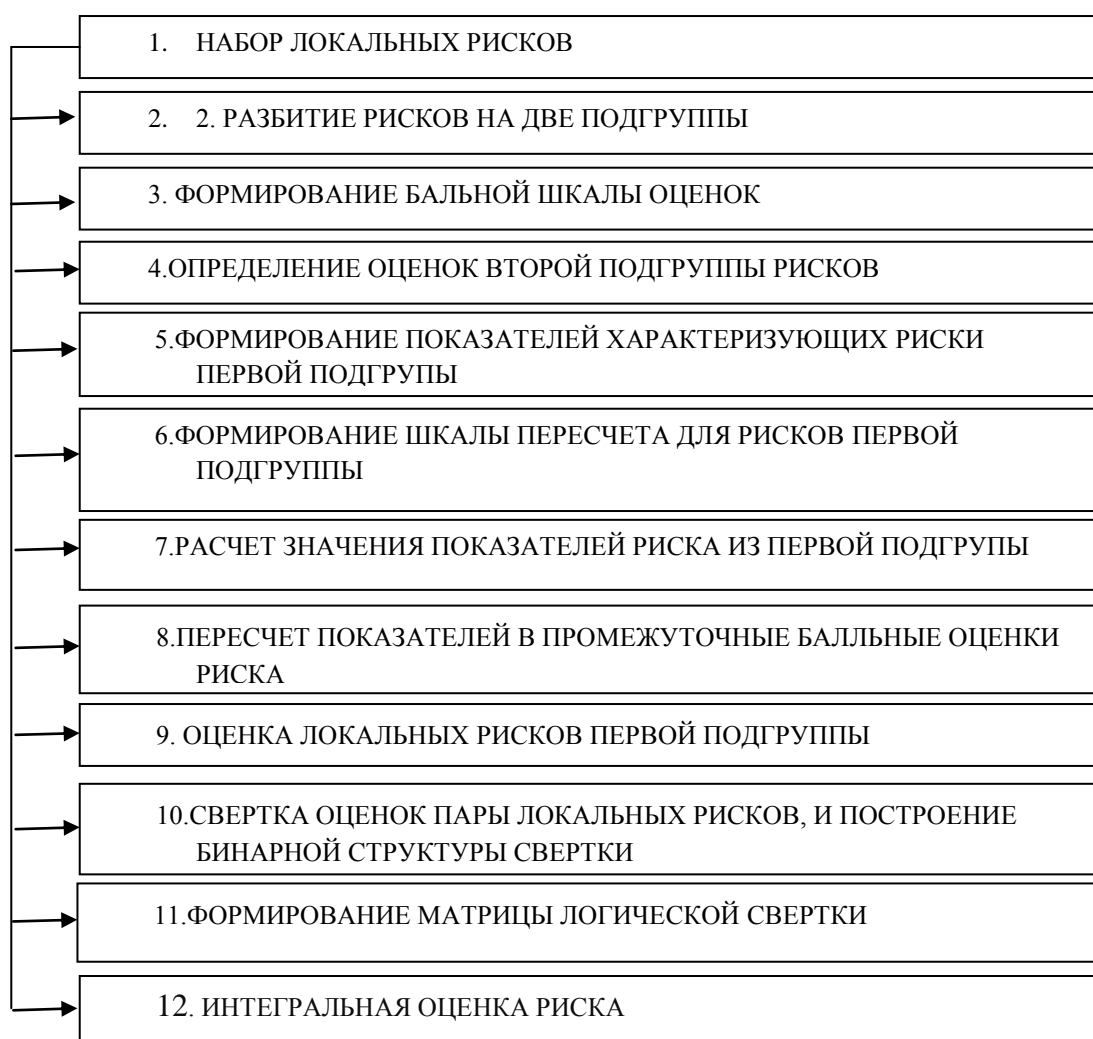 1. НАБОР ЛОКАЛЬНЫХ РИСКОВ
2. 2. РАЗБИТИЕ РИСКОВ НА ДВЕ ПОДГРУППЫ
3. ФОРМИРОВАНИЕ БАЛЬНОЙ ШКАЛЫ ОЦЕНОК
4.ОПРЕДЕЛЕНИЕ ОЦЕНОК ВТОРОЙ ПОДГРУППЫ РИСКОВ
5.ФОРМИРОВАНИЕ ПОКАЗАТЕЛЕЙ ХАРАКТЕРИЗУЮЩИХ РИСКИ
ПЕРВОЙ ПОДГРУПЫ
6.ФОРМИРОВАНИЕ ШКАЛЫ ПЕРЕСЧЕТА ДЛЯ РИСКОВ ПЕРВОЙ
ПОДГРУППЫ
7.РАСЧЕТ ЗНАЧЕНИЯ ПОКАЗАТЕЛЕЙ РИСКА ИЗ ПЕРВОЙ ПОДГРУПЫ
8.ПЕРЕСЧЕТ ПОКАЗАТЕЛЕЙ В ПРОМЕЖУТОЧНЫЕ БАЛЛЬНЫЕ ОЦЕНКИ
РИСКА
9. ОЦЕНКА ЛОКАЛЬНЫХ РИСКОВ ПЕРВОЙ ПОДГРУППЫ
10.СВЕРТКА ОЦЕНОК ПАРЫ ЛОКАЛЬНЫХ РИСКОВ, И ПОСТРОЕНИЕ
БИНАРНОЙ СТРУКТУРЫ СВЕРТКИ
11.ФОРМИРОВАНИЕ МАТРИЦЫ ЛОГИЧЕСКОЙ СВЕРТКИ
12. ИНТЕГРАЛЬНАЯ ОЦЕНКА РИСКА